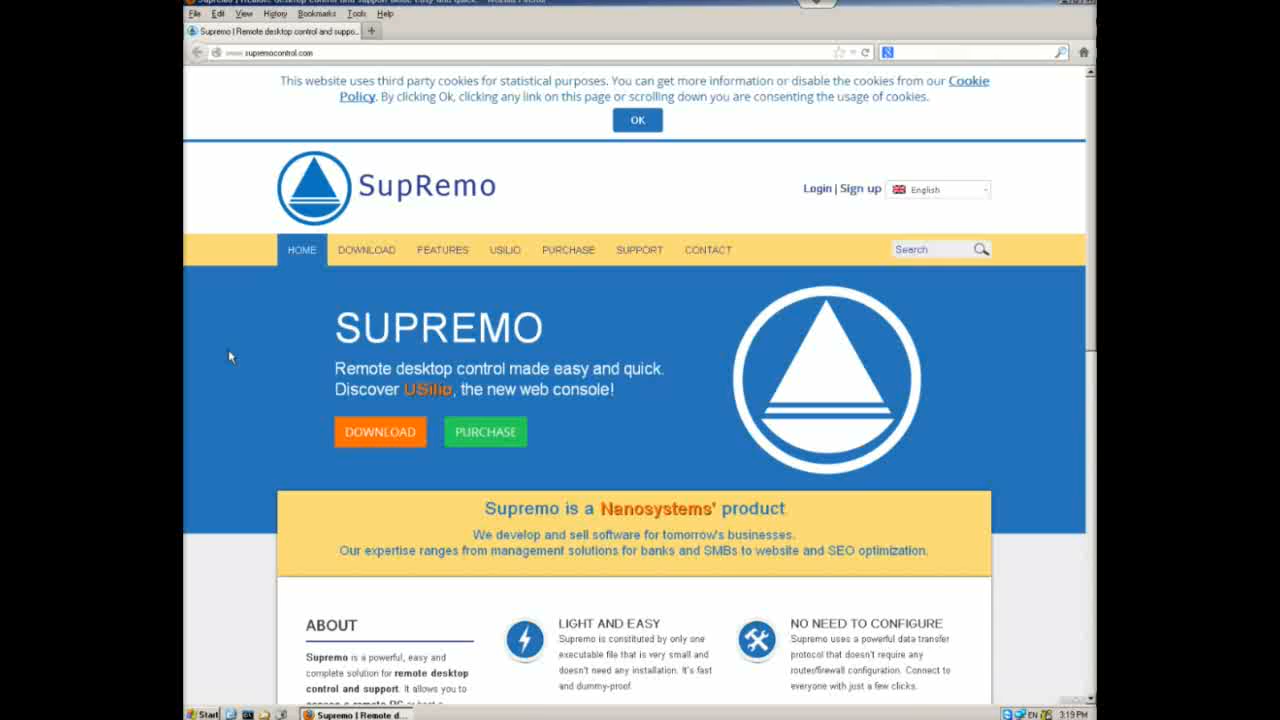 File Edit View History Bookmarks Tools Help
Supremo | Remote desktop control and suppo...
www.supremocontrol.com
This website uses third party cookies for statistical purposes. You can get more information or disable the cookies from our Cookie
Policy. By clicking Ok, clicking any link on this page or scrolling down you are consenting the usage of cookies.
OK
SupRemo
Login | Sign up English
HOME DOWNLOAD FEATURES USILIO PURCHASE SUPPORT CONTACT Search
SUPREMO
Remote desktop control made easy and quick.
Discover USilio, the new web console!
DOWNLOAD PURCHASE
Supremo is a Nanosystems' product
We develop and sell software for tomorrow's businesses.
Our expertise ranges from management solutions for banks and SMBs to website and SEO optimization.
ABOUT
Supremo is a powerful, easy and
complete solution for remote desktop
control and support. It allows you to
LIGHT AND EASY
Supremo is constituted by only one
executable file that is very small and
doesn't need any installation. It's fast
and dummy-proof.
NO NEED TO CONFIGURE
Supremo uses a powerful data transfer
protocol that doesn't require any
router/firewall configuration. Connect to
everyone with just a few clicks.
Start Supremo | Remote d... EN 3:19 PM